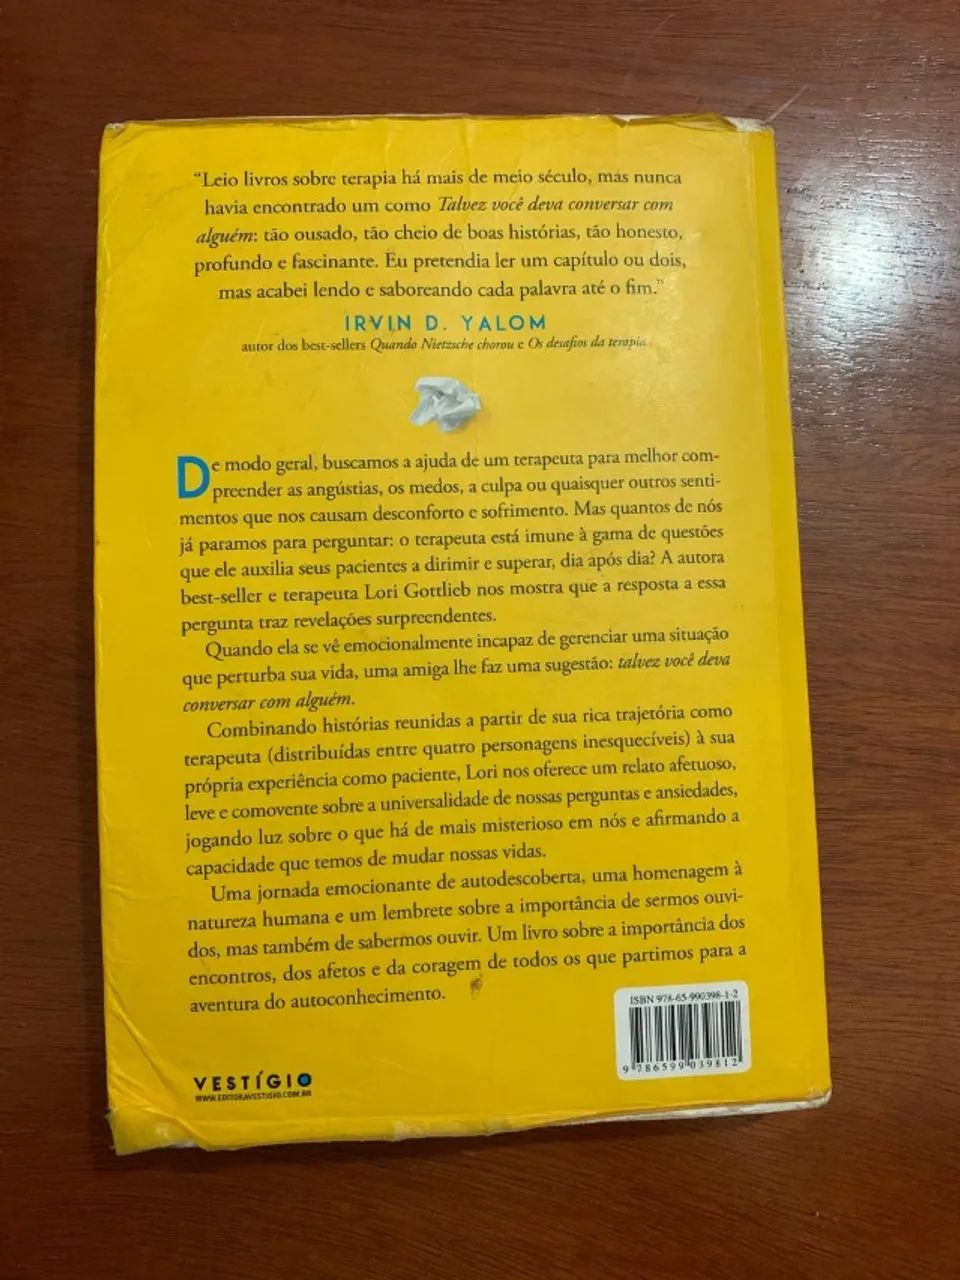 “Leio livros sobre terapia há mais de meio século, mas nunca
havia encontrado um como Talvez você deva conversar com
alguém: tão ousado, tão cheio de boas histórias, tão honesto,
profundo e fascinante. Eu pretendia ler um capítulo ou dois,
mas acabei lendo e saboreando cada palavra até o fim.”
IRVIN D. YALOM
autor dos best-sellers Quando Nietzsche chorou e Os desafios da terapia
De modo geral, buscamos a ajuda de um terapeuta para melhor com-
preender as angústias, os medos, a culpa ou quaisquer outros senti-
mentos que nos causam desconforto e sofrimento. Mas quantos de nós
já paramos para perguntar: o terapeuta está imune à gama de questões
que ele auxilia seus pacientes a dirimir e superar, dia após dia? A autora
best-seller e terapeuta Lori Gottlieb nos mostra que a resposta a essa
pergunta traz revelações surpreendentes.
Quando ela se vê emocionalmente incapaz de gerenciar uma situação
que perturba sua vida, uma amiga lhe faz uma sugestão: talvez você deva
conversar com alguém.
Combinando histórias reunidas a partir de sua rica trajetória como
terapeuta (distribuídas entre quatro personagens inesquecíveis) à sua
própria experiência como paciente, Lori nos oferece um relato afetuoso,
leve e comovente sobre a universalidade de nossas perguntas e ansiedades,
jogando luz sobre o que há de mais misterioso em nós e afirmando a
capacidade que temos de mudar nossas vidas.
Uma jornada emocionante de autodescoberta, uma homenagem à
natureza humana e um lembrete sobre a importância de sermos ouvi-
dos, mas também de sabermos ouvir. Um livro sobre a importância dos
encontros, dos afetos e da coragem de todos os que partimos para a
aventura do autoconhecimento.
ISBN 978-65-990398-1-2
9 786599 039812
VESTÍGIO
WWW.EDITORAVESTIGIO.COM.BR